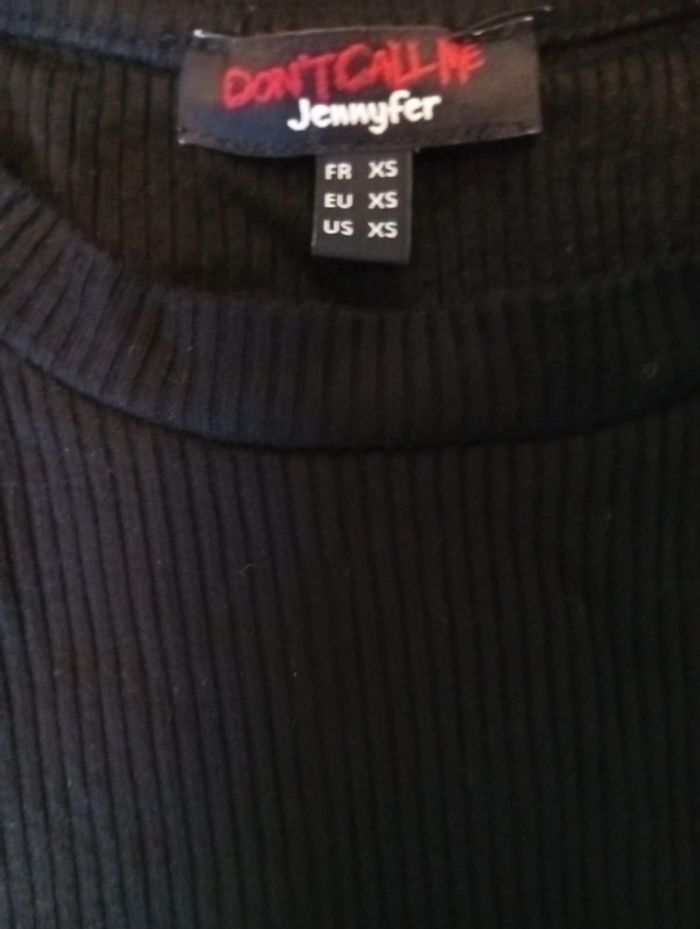 DON'T CALL ME
Jennyfer
FR XS
EU XS
US XS